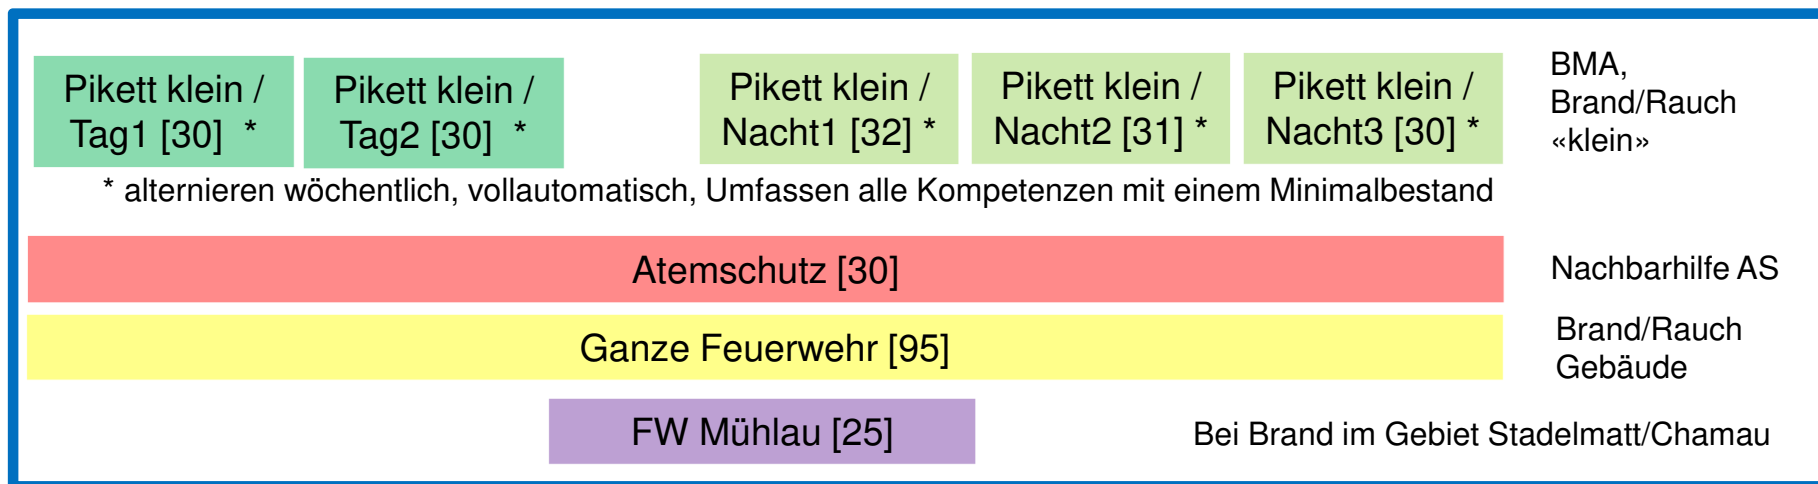 Pikett klein /
Tag1 [30] *
Pikett klein /
Tag2 [30] *
Pikett klein /
Nacht1 [32] *
Pikett klein /
Nacht2 [31] *
Pikett klein /
Nacht3 [30] *
BMA,
Brand/Rauch
«klein»
* alternieren wöchentlich, vollautomatisch, Umfassen alle Kompetenzen mit einem Minimalbestand
Atemschutz [30]
Nachbarhilfe AS
Ganze Feuerwehr [95]
Brand/Rauch
Gebäude
FW Mühlau [25]
Bei Brand im Gebiet Stadelmatt/Chamau